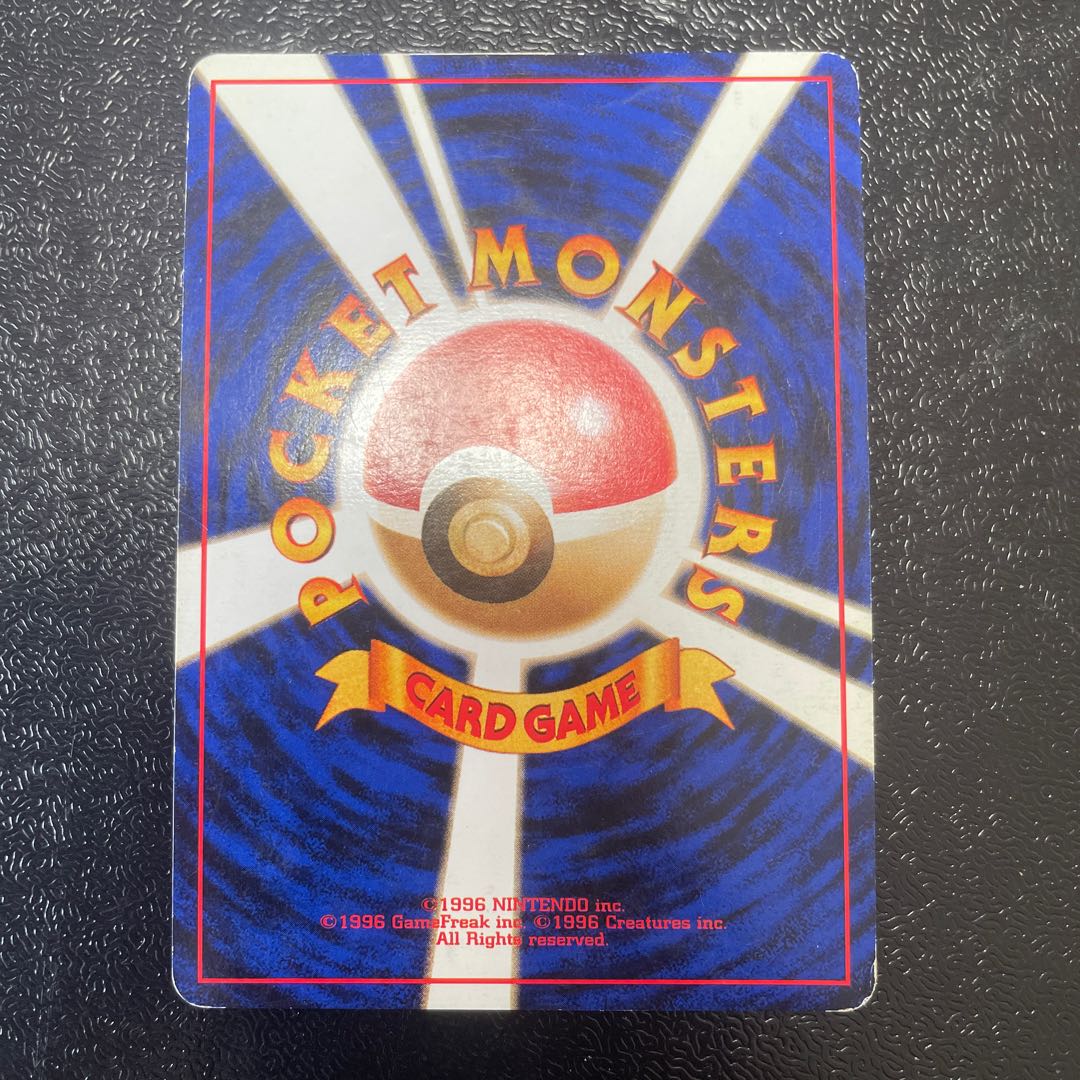 POCKET MONSTERS
CARD GAME
©1996 NINTENDO inc.
©1996 GameFreak inc. ©1996 Creatures inc.
All Rights reserved.